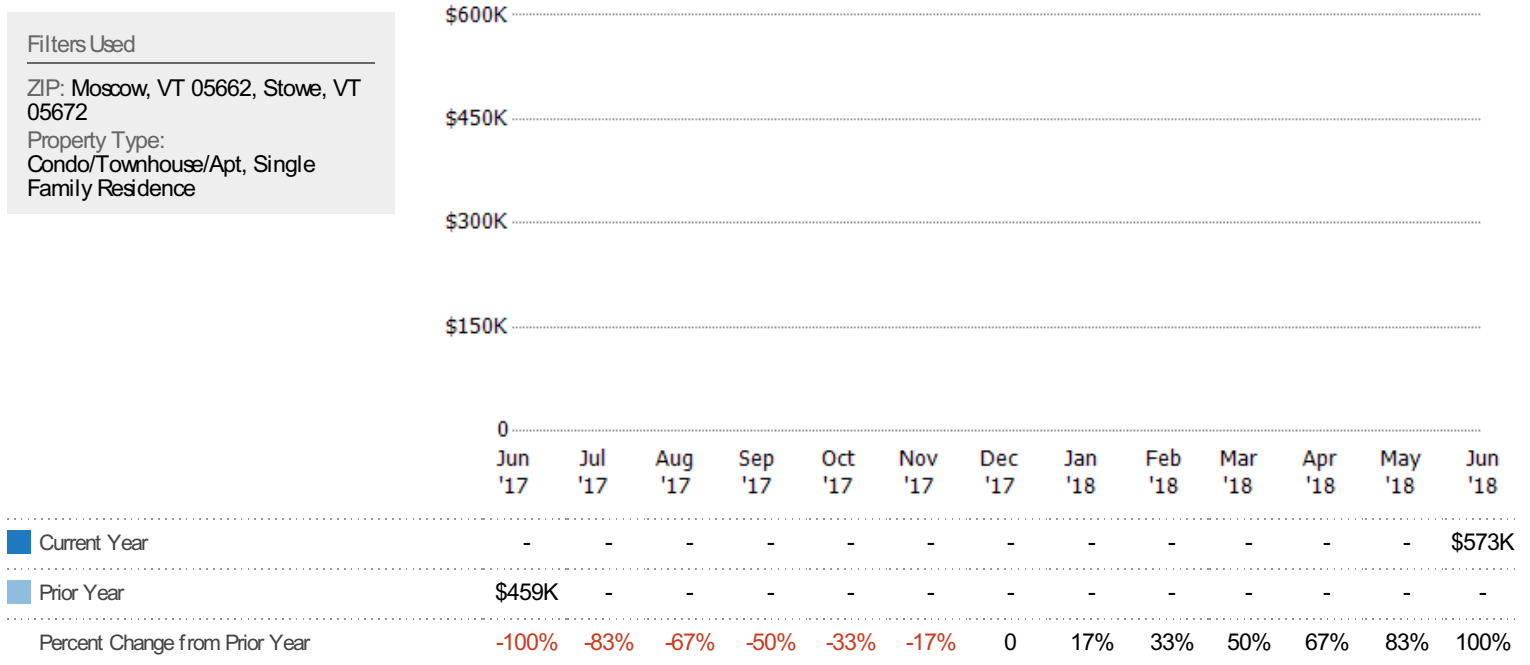 Filters Used
ZIP: Moscow, VT 05662, Stowe, VT
05672
Property Type:
Condo/Townhouse/Apt, Single
Family Residence
$600K
$450K
$300K
$150K
0
Jun Jul Aug Sep Oct Nov Dec Jan Feb Mar Apr May Jun
'17 '17 '17 '17 '17 '17 '17 '18 '18 '18 '18 '18 '18
Current Year - - - - - - - - - - - - $573K
Prior Year $459K - - - - - - - - - - - -
Percent Change from Prior Year -100% -83% -67% -50% -33% -17% 0 17% 33% 50% 67% 83% 100%